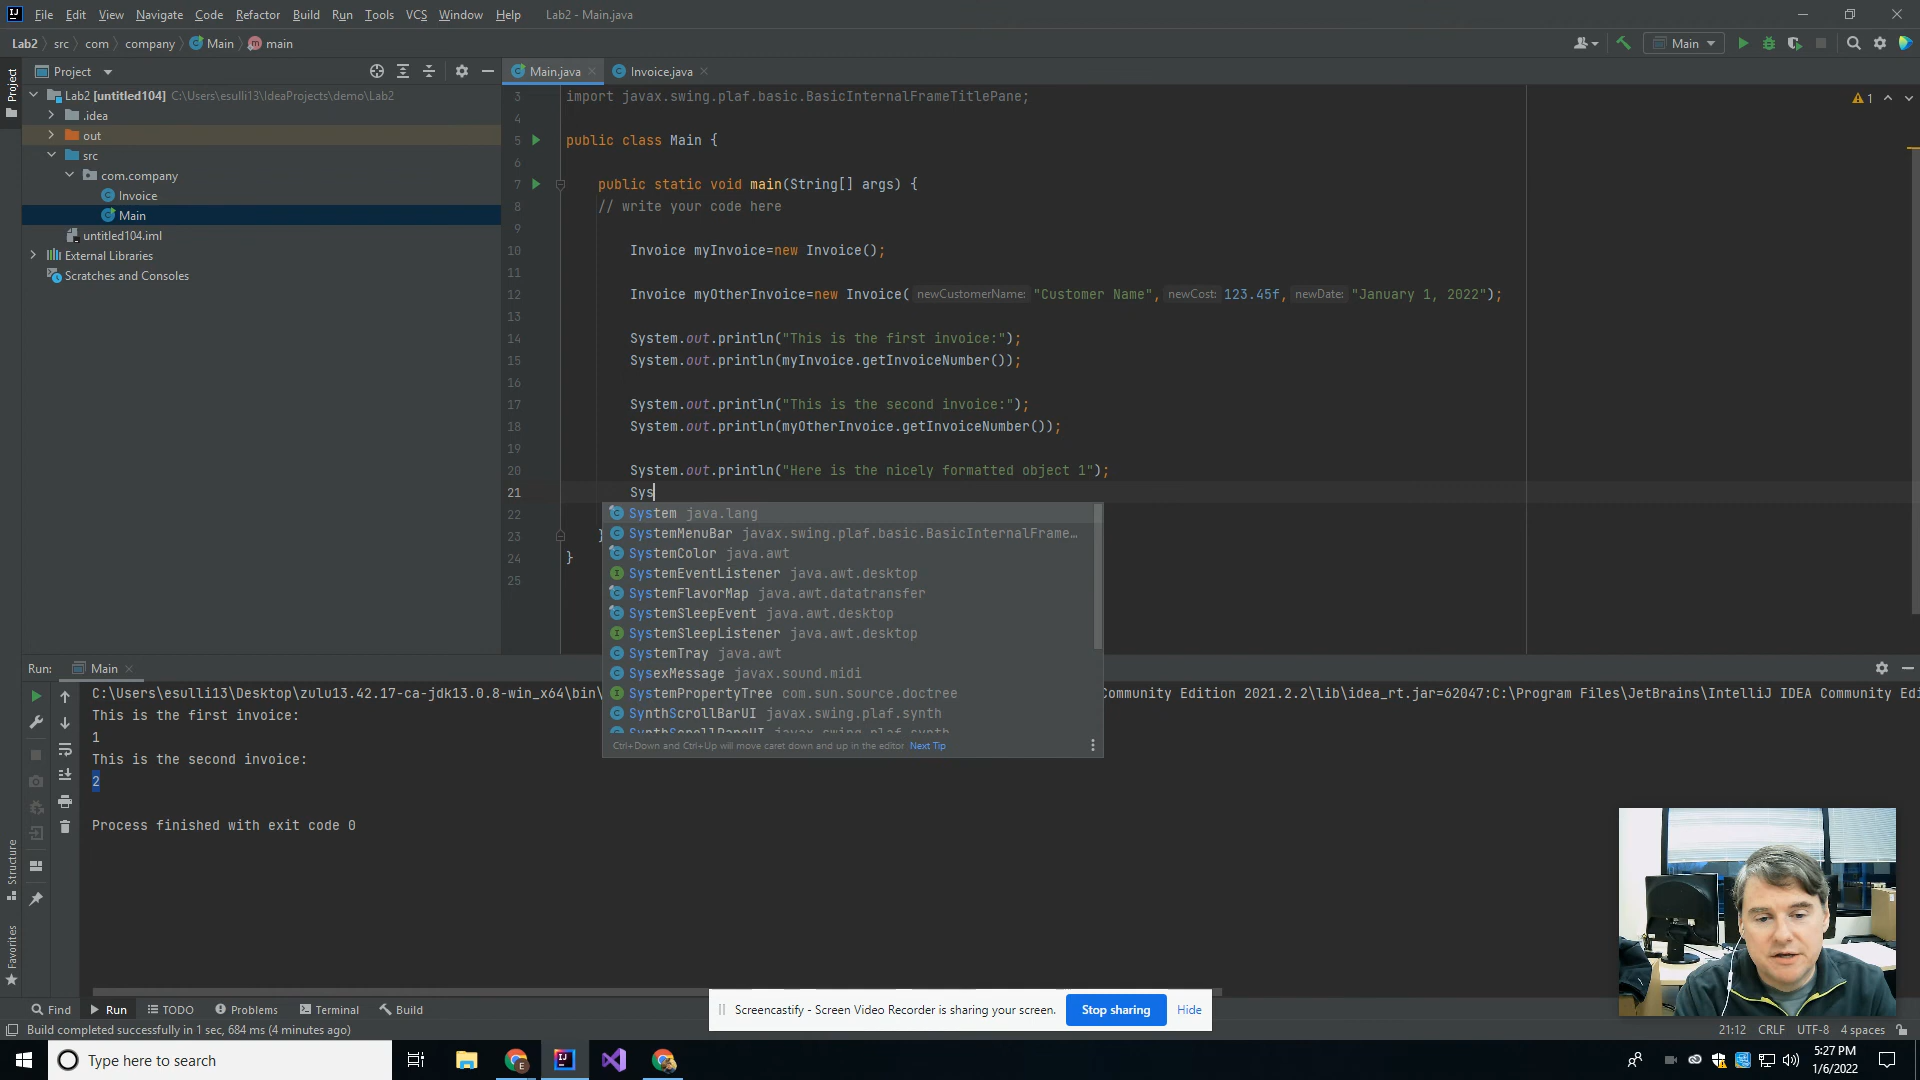 File Edit View Navigate Code Refactor Build Run Tools VCS Window Help Lab2 - Main.java
Lab2 src com company Main main Main
Project Main.java Invoice.java
Lab2 [untitled104] C:\Users\esulli13\IdeaProjects\demo\Lab2
.idea
out
src
com.company
Invoice
Main
untitled104.iml
External Libraries
Scratches and Consoles
Project
1
3 import javax.swing.plaf.basic.BasicInternalFrameTitlePane;
4
5 public class Main {
6
7 public static void main(String[] args) {
8 // write your code here
9
10 Invoice myInvoice=new Invoice();
11
12 Invoice myOtherInvoice=new Invoice( newCustomerName: "Customer Name", newCost: 123.45f, newDate: "January 1, 2022");
13
14 System.out.println("This is the first invoice:");
15 System.out.println(myInvoice.getInvoiceNumber());
16
17 System.out.println("This is the second invoice:");
18 System.out.println(myOtherInvoice.getInvoiceNumber());
19
20 System.out.println("Here is the nicely formatted object 1");
21 Sys
22
23 }
24 }
25
System java.lang
SystemMenuBar javax.swing.plaf.basic.BasicInternalFrame…
SystemColor java.awt
SystemEventListener java.awt.desktop
SystemFlavorMap java.awt.datatransfer
SystemSleepEvent java.awt.desktop
SystemSleepListener java.awt.desktop
SystemTray java.awt
SysexMessage javax.sound.midi
SystemPropertyTree com.sun.source.doctree
SynthScrollBarUI javax.swing.plaf.synth
SynthScrollPaneUI javax.swing.plaf.synth
Ctrl+Down and Ctrl+Up will move caret down and up in the editor Next Tip
Run: Main
C:\Users\esulli13\Desktop\zulu13.42.17-ca-jdk13.0.8-win_x64\bin\ Community Edition 2021.2.2\lib\idea_rt.jar=62047:C:\Program Files\JetBrains\IntelliJ IDEA Community Edition
This is the first invoice:
1
This is the second invoice:
2
Process finished with exit code 0
Structure
Favorites
Find Run TODO Problems Terminal Build
Screencastify - Screen Video Recorder is sharing your screen. Stop sharing Hide
Build completed successfully in 1 sec, 684 ms (4 minutes ago) 21:12 CRLF UTF-8 4 spaces
Type here to search
5:27 PM
1/6/2022